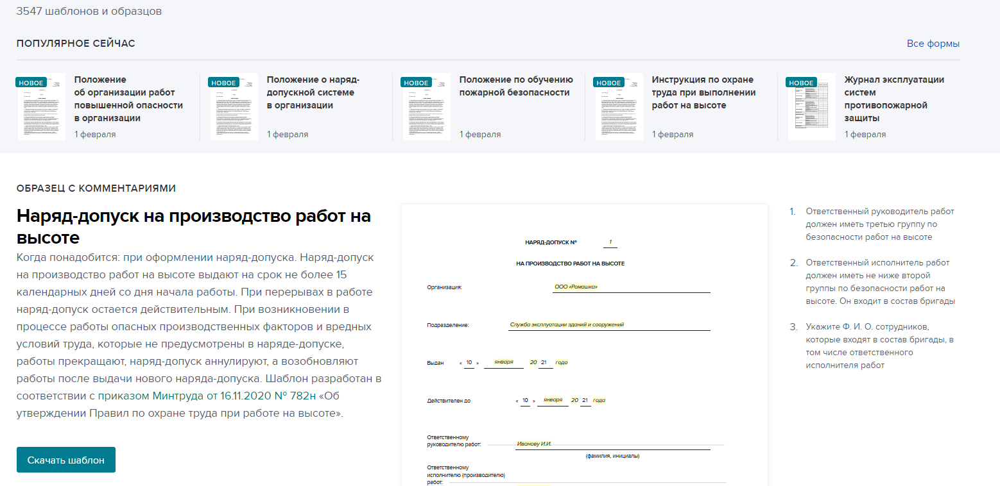 3547 шаблонов и образцов
ПОПУЛЯРНОЕ СЕЙЧАС
Все формы
НОВОЕ
Положение
об организации работ
повышенной опасности
в организации
1 февраля
НОВОЕ
Положение о наряд-
допускной системе
в организации
1 февраля
НОВОЕ
Положение по обучению
пожарной безопасности
1 февраля
НОВОЕ
Инструкция по охране
труда при выполнении
работ на высоте
1 февраля
НОВОЕ
Журнал эксплуатации
систем
противопожарной
защиты
1 февраля
ОБРАЗЕЦ С КОММЕНТАРИЯМИ
Наряд-допуск на производство работ на
высоте
Когда понадобится: при оформлении наряд-допуска. Наряд-допуск
на производство работ на высоте выдают на срок не более 15
календарных дней со дня начала работы. При перерывах в работе
наряд-допуск остается действительным. При возникновении в
процессе работы опасных производственных факторов и вредных
условий труда, которые не предусмотрены в наряде-допуске,
работы прекращают, наряд-допуск аннулируют, а возобновляют
работы после выдачи нового наряда-допуска. Шаблон разработан в
соответствии с приказом Минтруда от 16.11.2020 № 782н «Об
утверждении Правил по охране труда при работе на высоте».
Скачать шаблон
НАРЯД-ДОПУСК № 1
НА ПРОИЗВОДСТВО РАБОТ НА ВЫСОТЕ
Организация: ООО «Ромашка»
Подразделение: Служба эксплуатации зданий и сооружений
Выдан « 10 » января 20 21 года
Действителен до « 10 » января 20 21 года
Ответственному
руководителю работ: Иванову И.И.
(фамилия, инициалы)
Ответственному
исполнителю (производителю)
работ:
1. Ответственный руководитель работ
должен иметь третью группу по
безопасности работ на высоте
2. Ответственный исполнитель работ
должен иметь не ниже второй
группы по безопасности работ на
высоте. Он входит в состав бригады
3. Укажите Ф. И. О. сотрудников,
которые входят в состав бригады, в
том числе ответственного
исполнителя работ